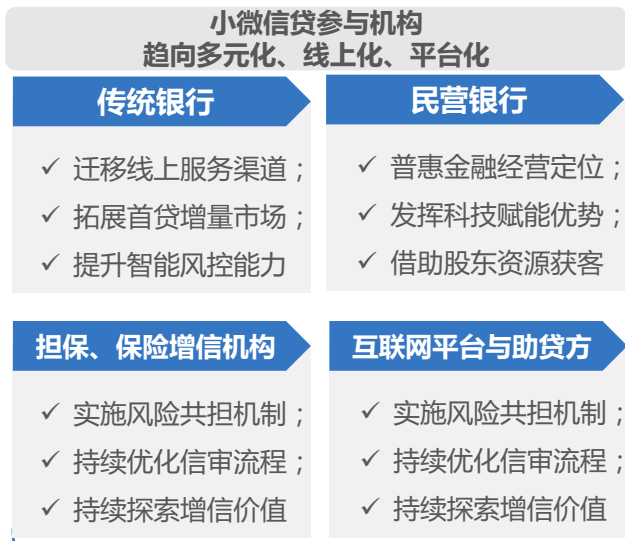 小微信贷参与机构
趋向多元化、线上化、平台化
传统银行
✓ 迁移线上服务渠道；
✓ 拓展首贷增量市场；
✓ 提升智能风控能力
民营银行
✓ 普惠金融经营定位；
✓ 发挥科技赋能优势；
✓ 借助股东资源获客
担保、保险增信机构
✓ 实施风险共担机制；
✓ 持续优化信审流程；
✓ 持续探索增信价值
互联网平台与助贷方
✓ 实施风险共担机制；
✓ 持续优化信审流程；
✓ 持续探索增信价值